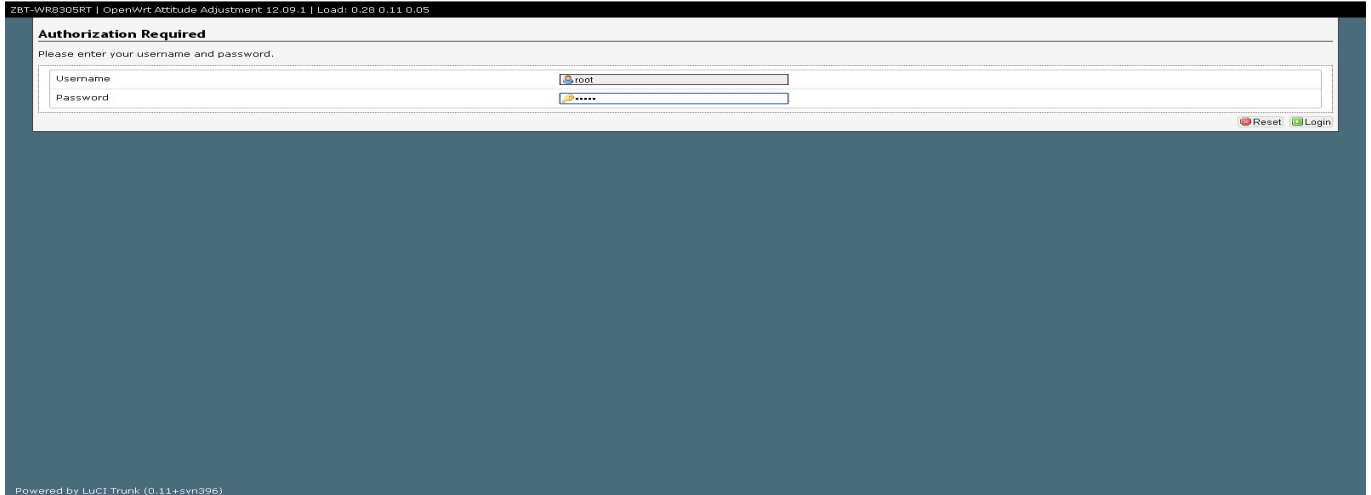 ZBT-WR8305RT | OpenWrt Attitude Adjustment 12.09.1 | Load: 0.28 0.11 0.05
Authorization Required
Please enter your username and password.
Username root
Password •••••
Reset Login
Powered by LuCI Trunk (0.11+svn396)